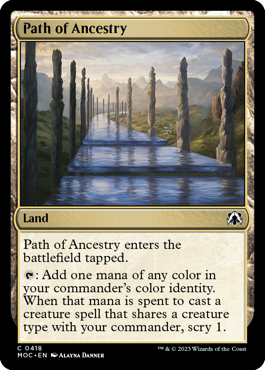 Path of Ancestry
Land
Path of Ancestry enters the
battlefield tapped.
: Add one mana of any color in
your commander's color identity.
When that mana is spent to cast a
creature spell that shares a creature
type with your commander, scry 1.
C 0418
MOC • EN ALAYNA DANNER
™ & © 2023 Wizards of the Coast